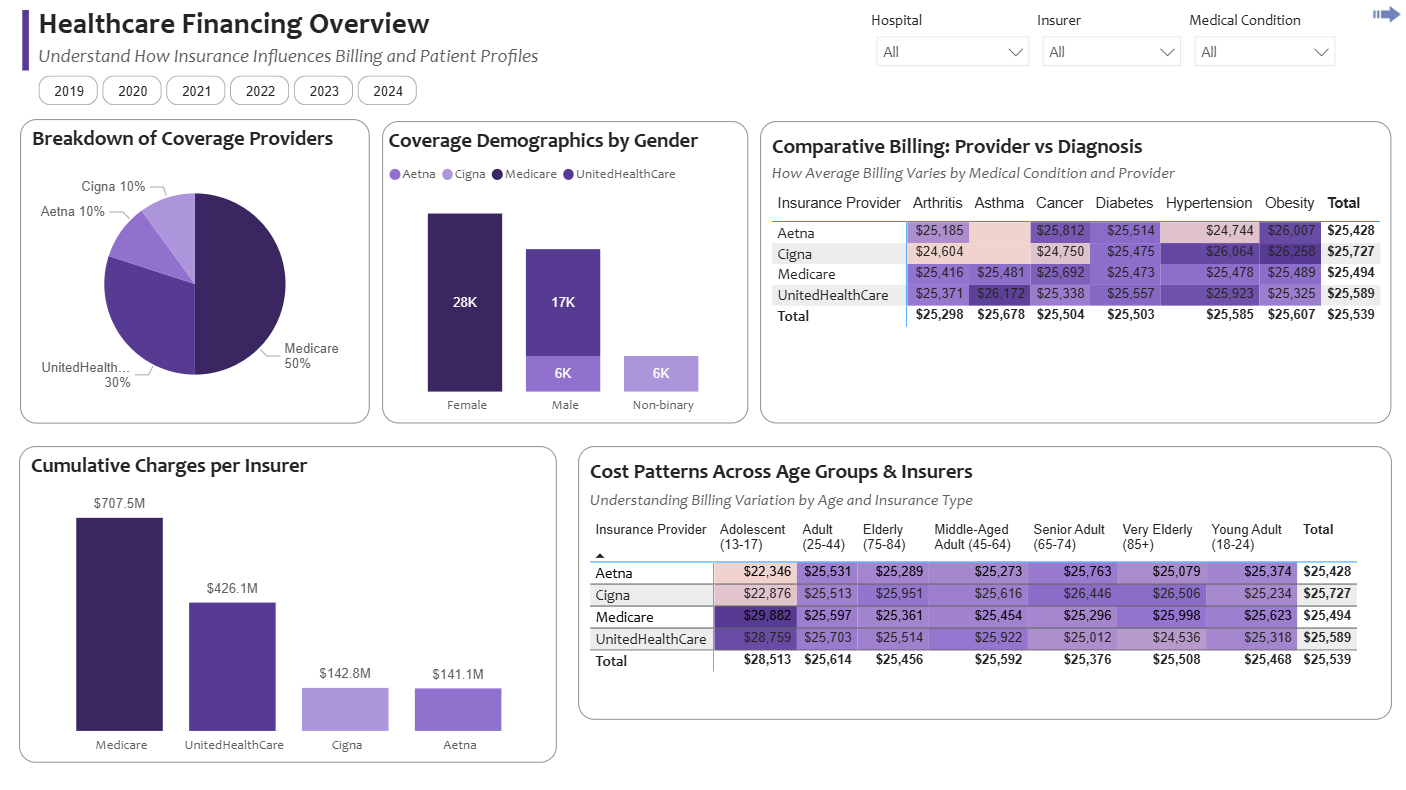 Healthcare Financing Overview
Understand How Insurance Influences Billing and Patient Profiles
Hospital Insurer Medical Condition
All All All
2019 2020 2021 2022 2023 2024
Breakdown of Coverage Providers
Cigna 10%
Aetna 10%
UnitedHealth...
30%
Medicare
50%
Coverage Demographics by Gender
Aetna Cigna Medicare UnitedHealthCare
28K 17K
6K 6K
Female Male Non-binary
Comparative Billing: Provider vs Diagnosis
How Average Billing Varies by Medical Condition and Provider
Insurance Provider Arthritis Asthma Cancer Diabetes Hypertension Obesity Total
Aetna $25,185 $25,812 $25,514 $24,744 $26,007 $25,428
Cigna $24,604 $24,750 $25,475 $26,064 $26,258 $25,727
Medicare $25,416 $25,481 $25,692 $25,473 $25,478 $25,489 $25,494
UnitedHealthCare $25,371 $26,172 $25,338 $25,557 $25,923 $25,325 $25,589
Total $25,298 $25,678 $25,504 $25,503 $25,585 $25,607 $25,539
Cumulative Charges per Insurer
$707.5M
$426.1M
$142.8M $141.1M
Medicare UnitedHealthCare Cigna Aetna
Cost Patterns Across Age Groups & Insurers
Understanding Billing Variation by Age and Insurance Type
Insurance Provider Adolescent Adult Elderly Middle-Aged Senior Adult Very Elderly Young Adult Total
(13-17) (25-44) (75-84) Adult (45-64) (65-74) (85+) (18-24)
Aetna $22,346 $25,531 $25,289 $25,273 $25,763 $25,079 $25,374 $25,428
Cigna $22,876 $25,513 $25,951 $25,616 $26,446 $26,506 $25,234 $25,727
Medicare $29,882 $25,597 $25,361 $25,454 $25,296 $25,998 $25,623 $25,494
UnitedHealthCare $28,759 $25,703 $25,514 $25,922 $25,012 $24,536 $25,318 $25,589
Total $28,513 $25,614 $25,456 $25,592 $25,376 $25,508 $25,468 $25,539